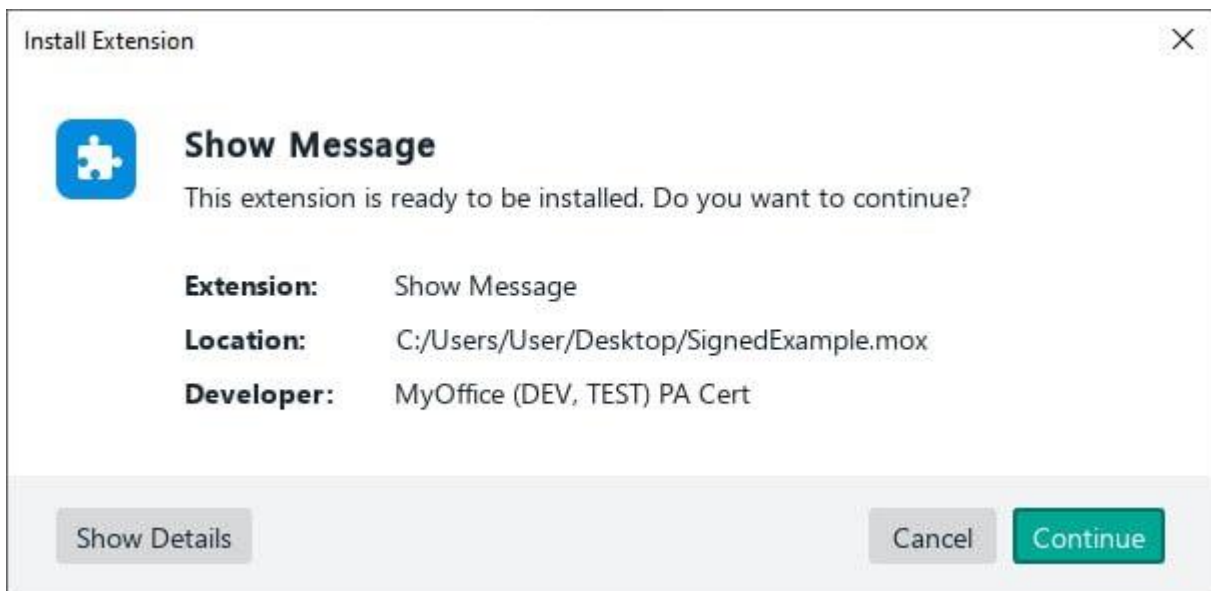 Install Extension
Show Message
This extension is ready to be installed. Do you want to continue?
Extension: Show Message
Location: C:/Users/User/Desktop/SignedExample.mox
Developer: MyOffice (DEV, TEST) PA Cert
Show Details Cancel Continue